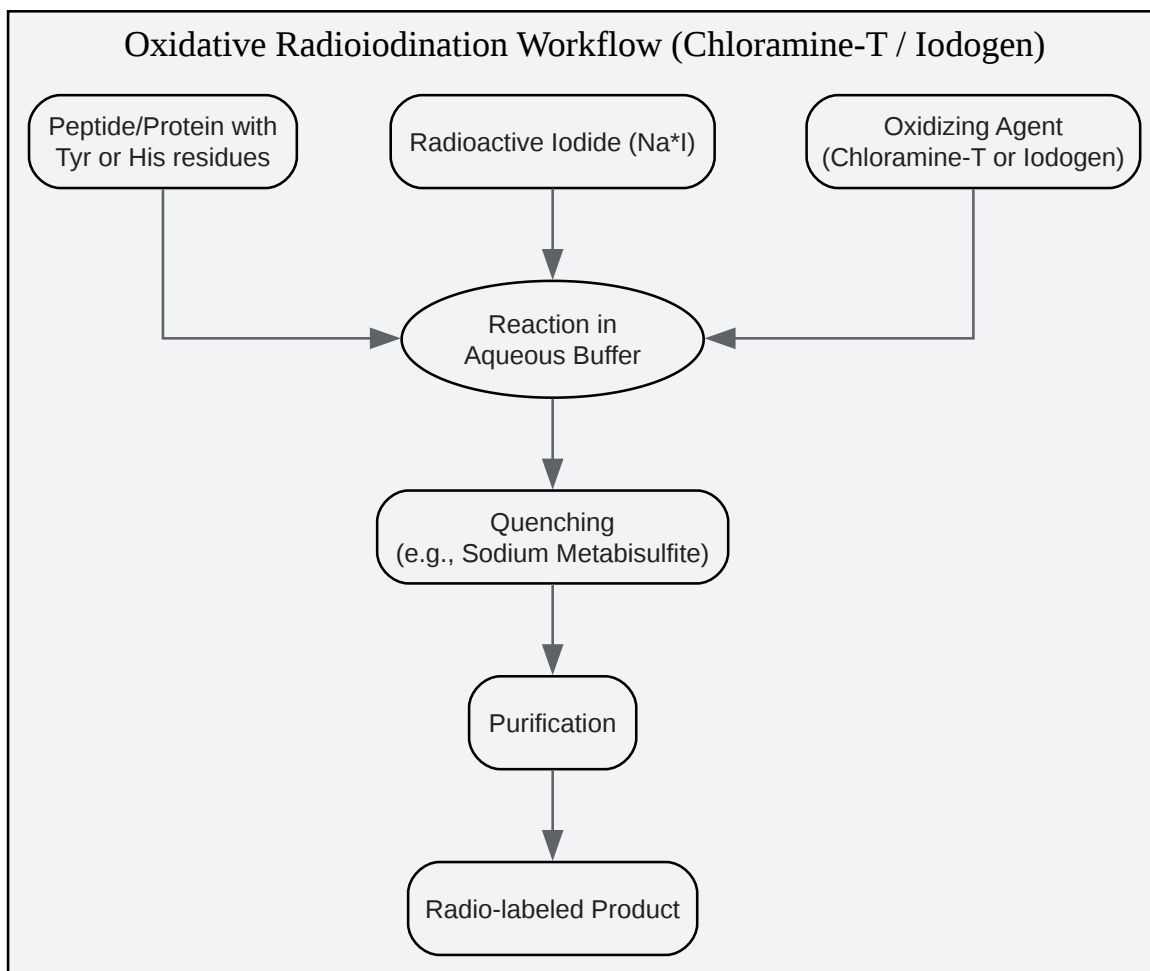 Oxidative Radioiodination Workflow (Chloramine-T / Iodogen)
Peptide/Protein with
Tyr or His residues
Radioactive Iodide (Na*I)
Oxidizing Agent
(Chloramine-T or Iodogen)
Reaction in
Aqueous Buffer
Quenching
(e.g., Sodium Metabisulfite)
Purification
Radio-labeled Product